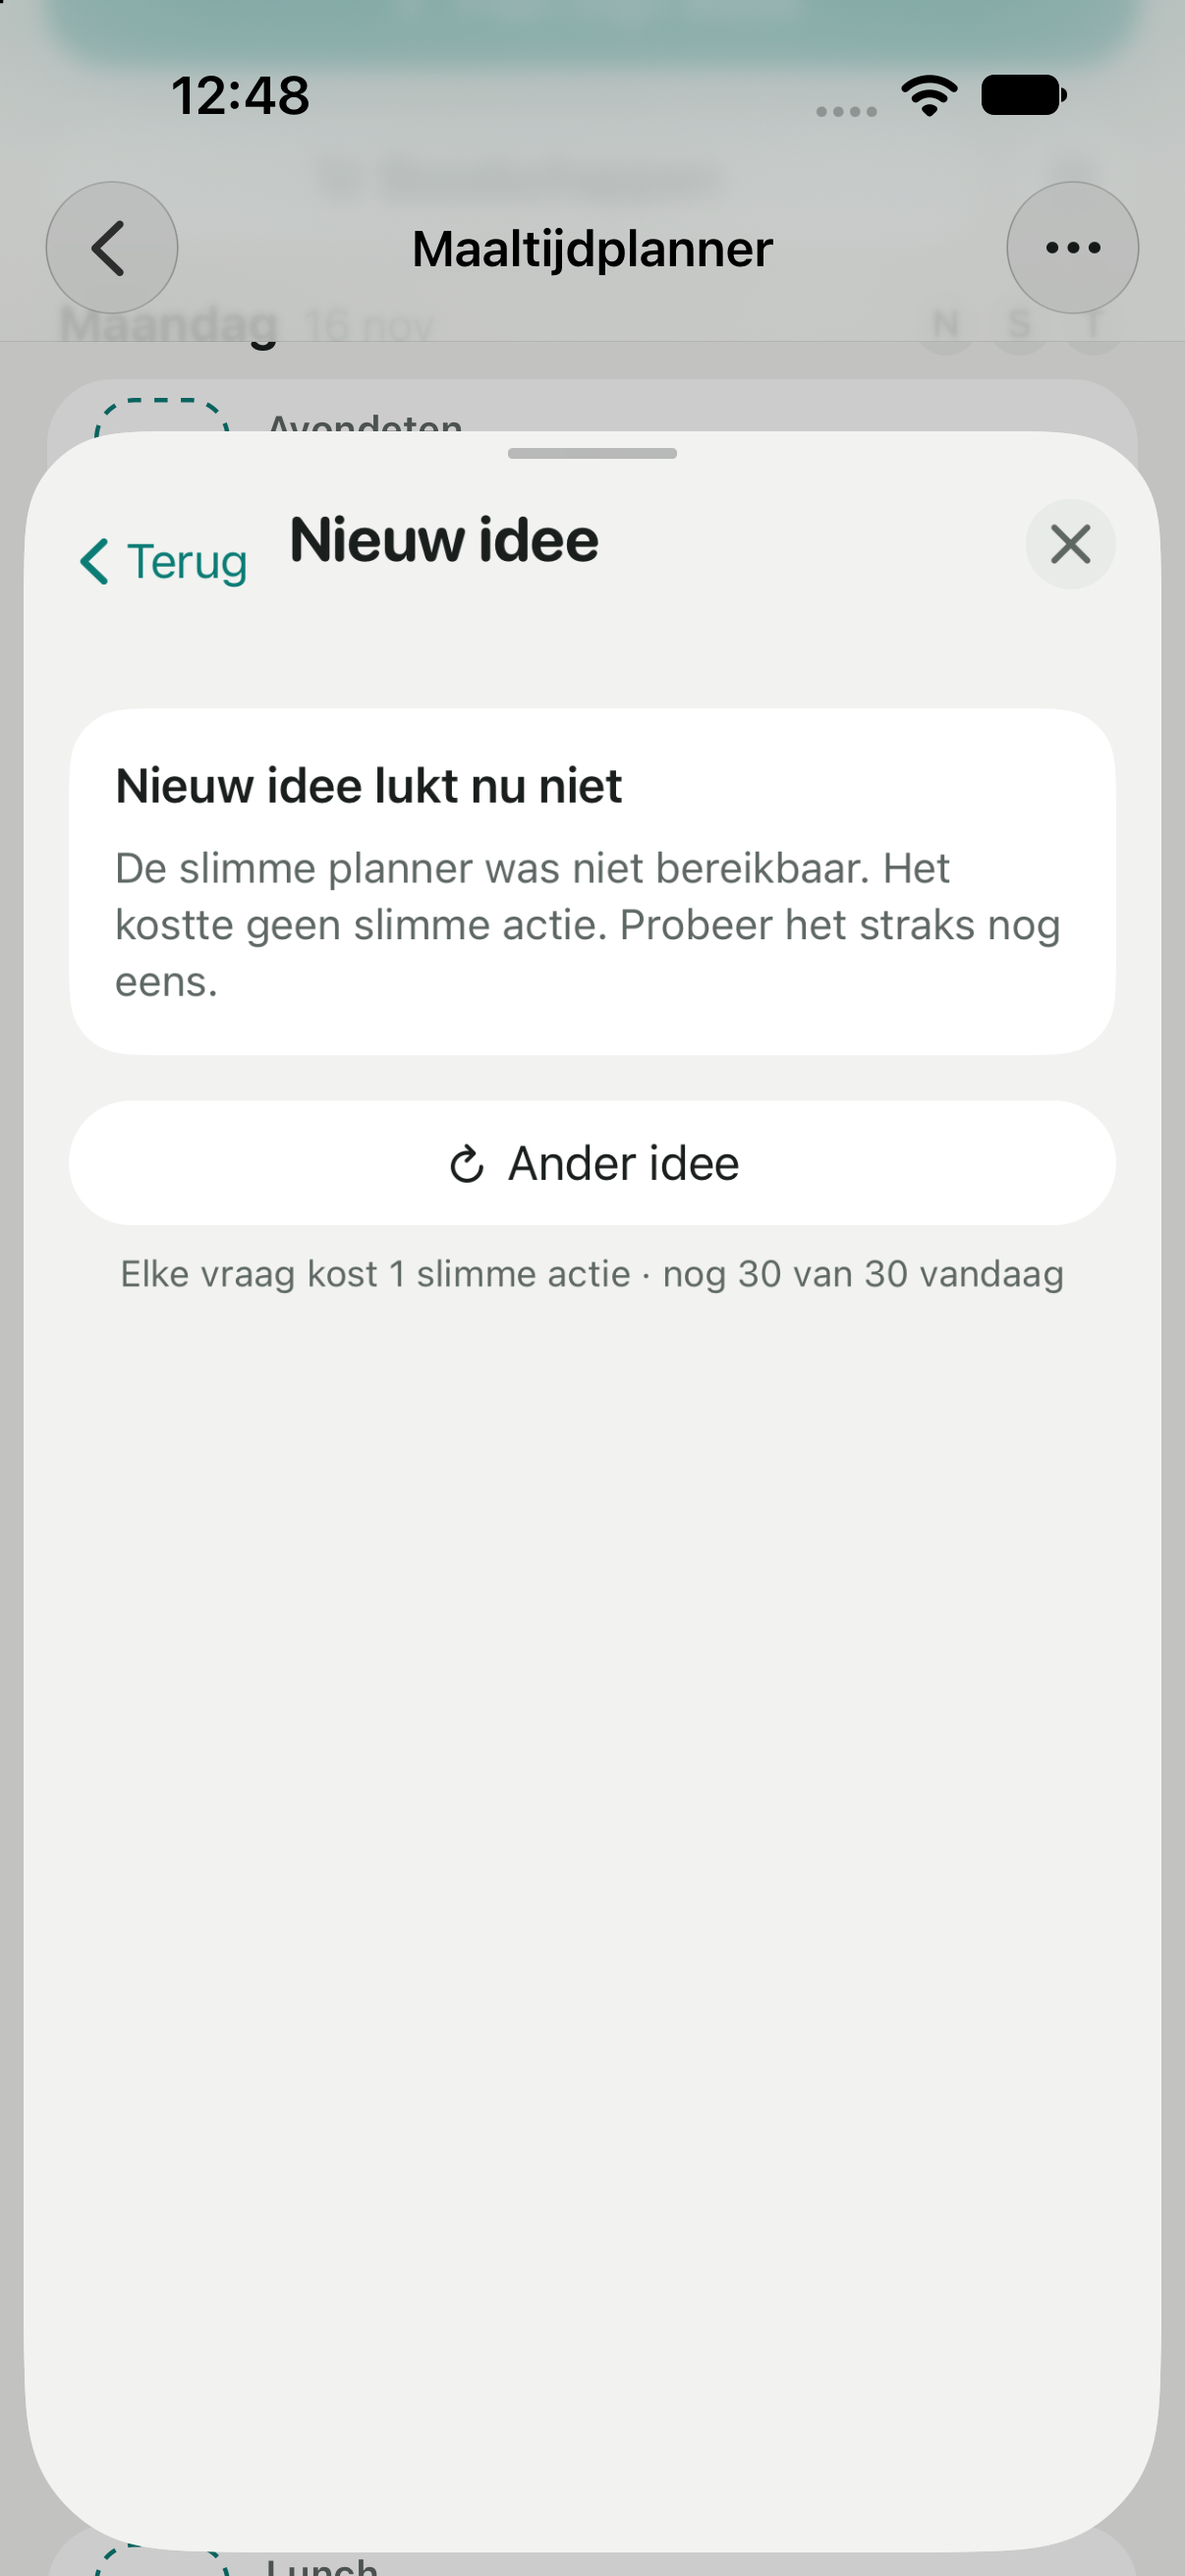 12:48
Boodschappen
Maaltijdplanner
Maandag 16 nov N S T
Avondeten
Terug Nieuw idee
Nieuw idee lukt nu niet
De slimme planner was niet bereikbaar. Het
kostte geen slimme actie. Probeer het straks nog
eens.
Ander idee
Elke vraag kost 1 slimme actie · nog 30 van 30 vandaag
Lunch